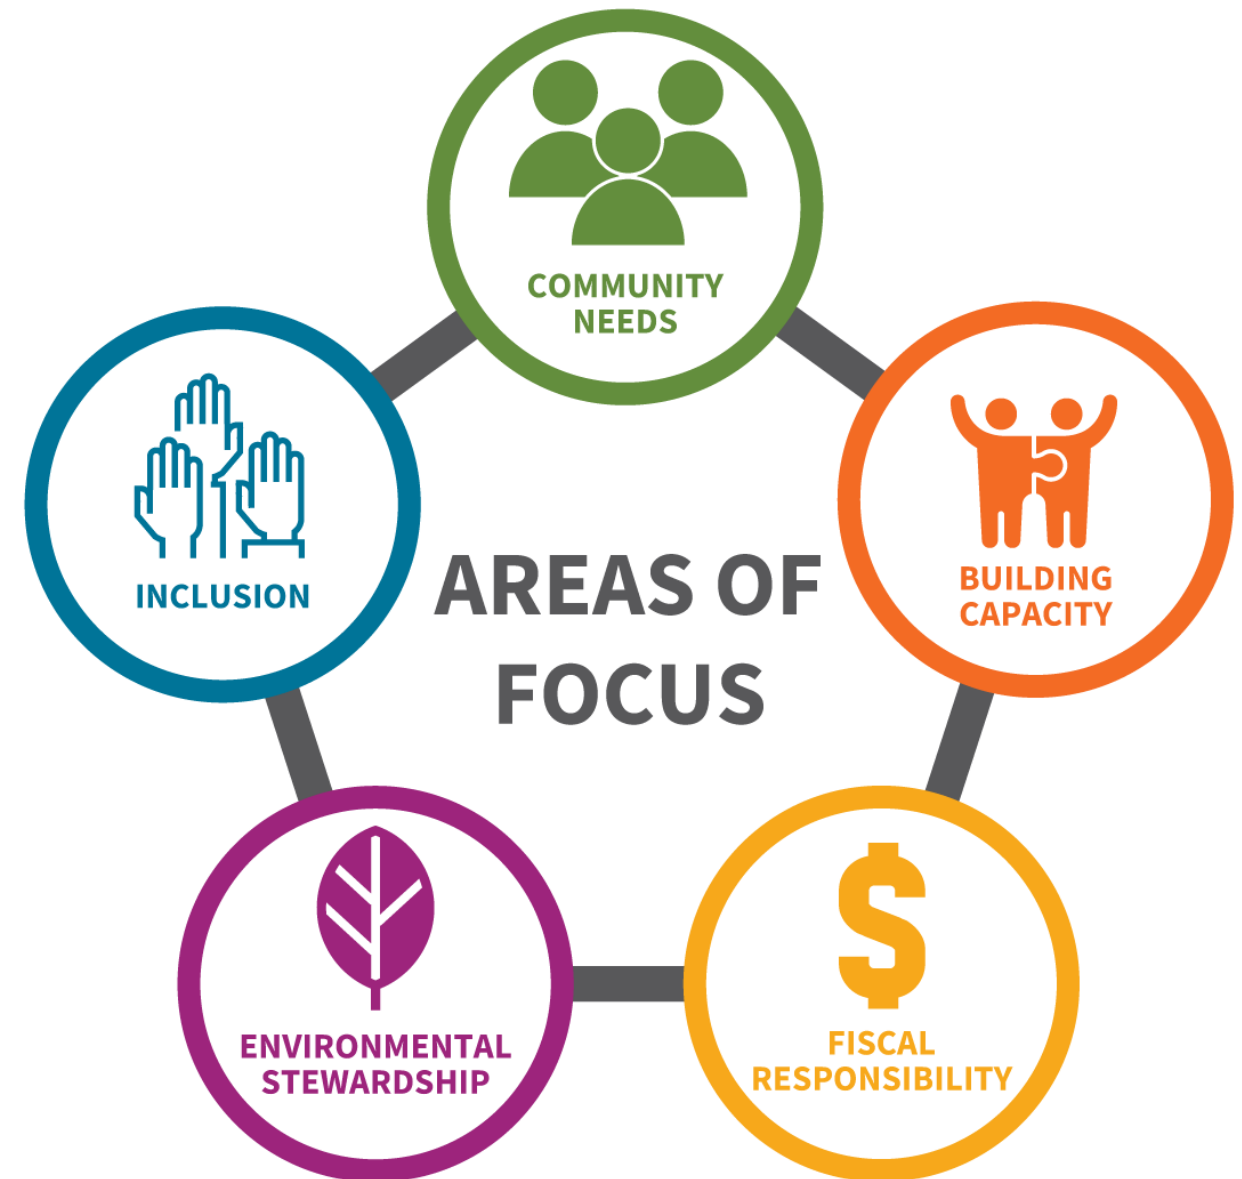 COMMUNITY
NEEDS
INCLUSION
BUILDING
CAPACITY
AREAS OF
FOCUS
ENVIRONMENTAL
STEWARDSHIP
FISCAL
RESPONSIBILITY